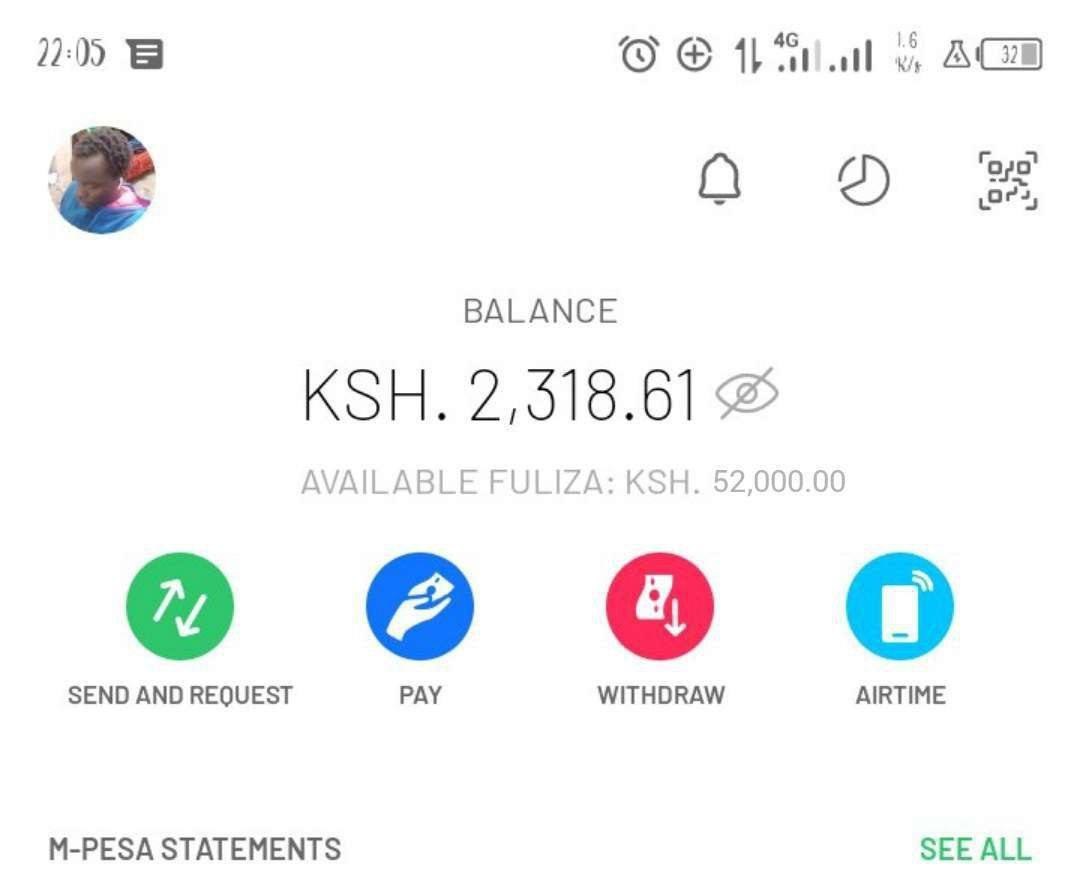 22:05 4G 1.6 K/s 32
BALANCE
KSH. 2,318.61
AVAILABLE FULIZA: KSH. 52,000.00
SEND AND REQUEST PAY WITHDRAW AIRTIME
M-PESA STATEMENTS SEE ALL